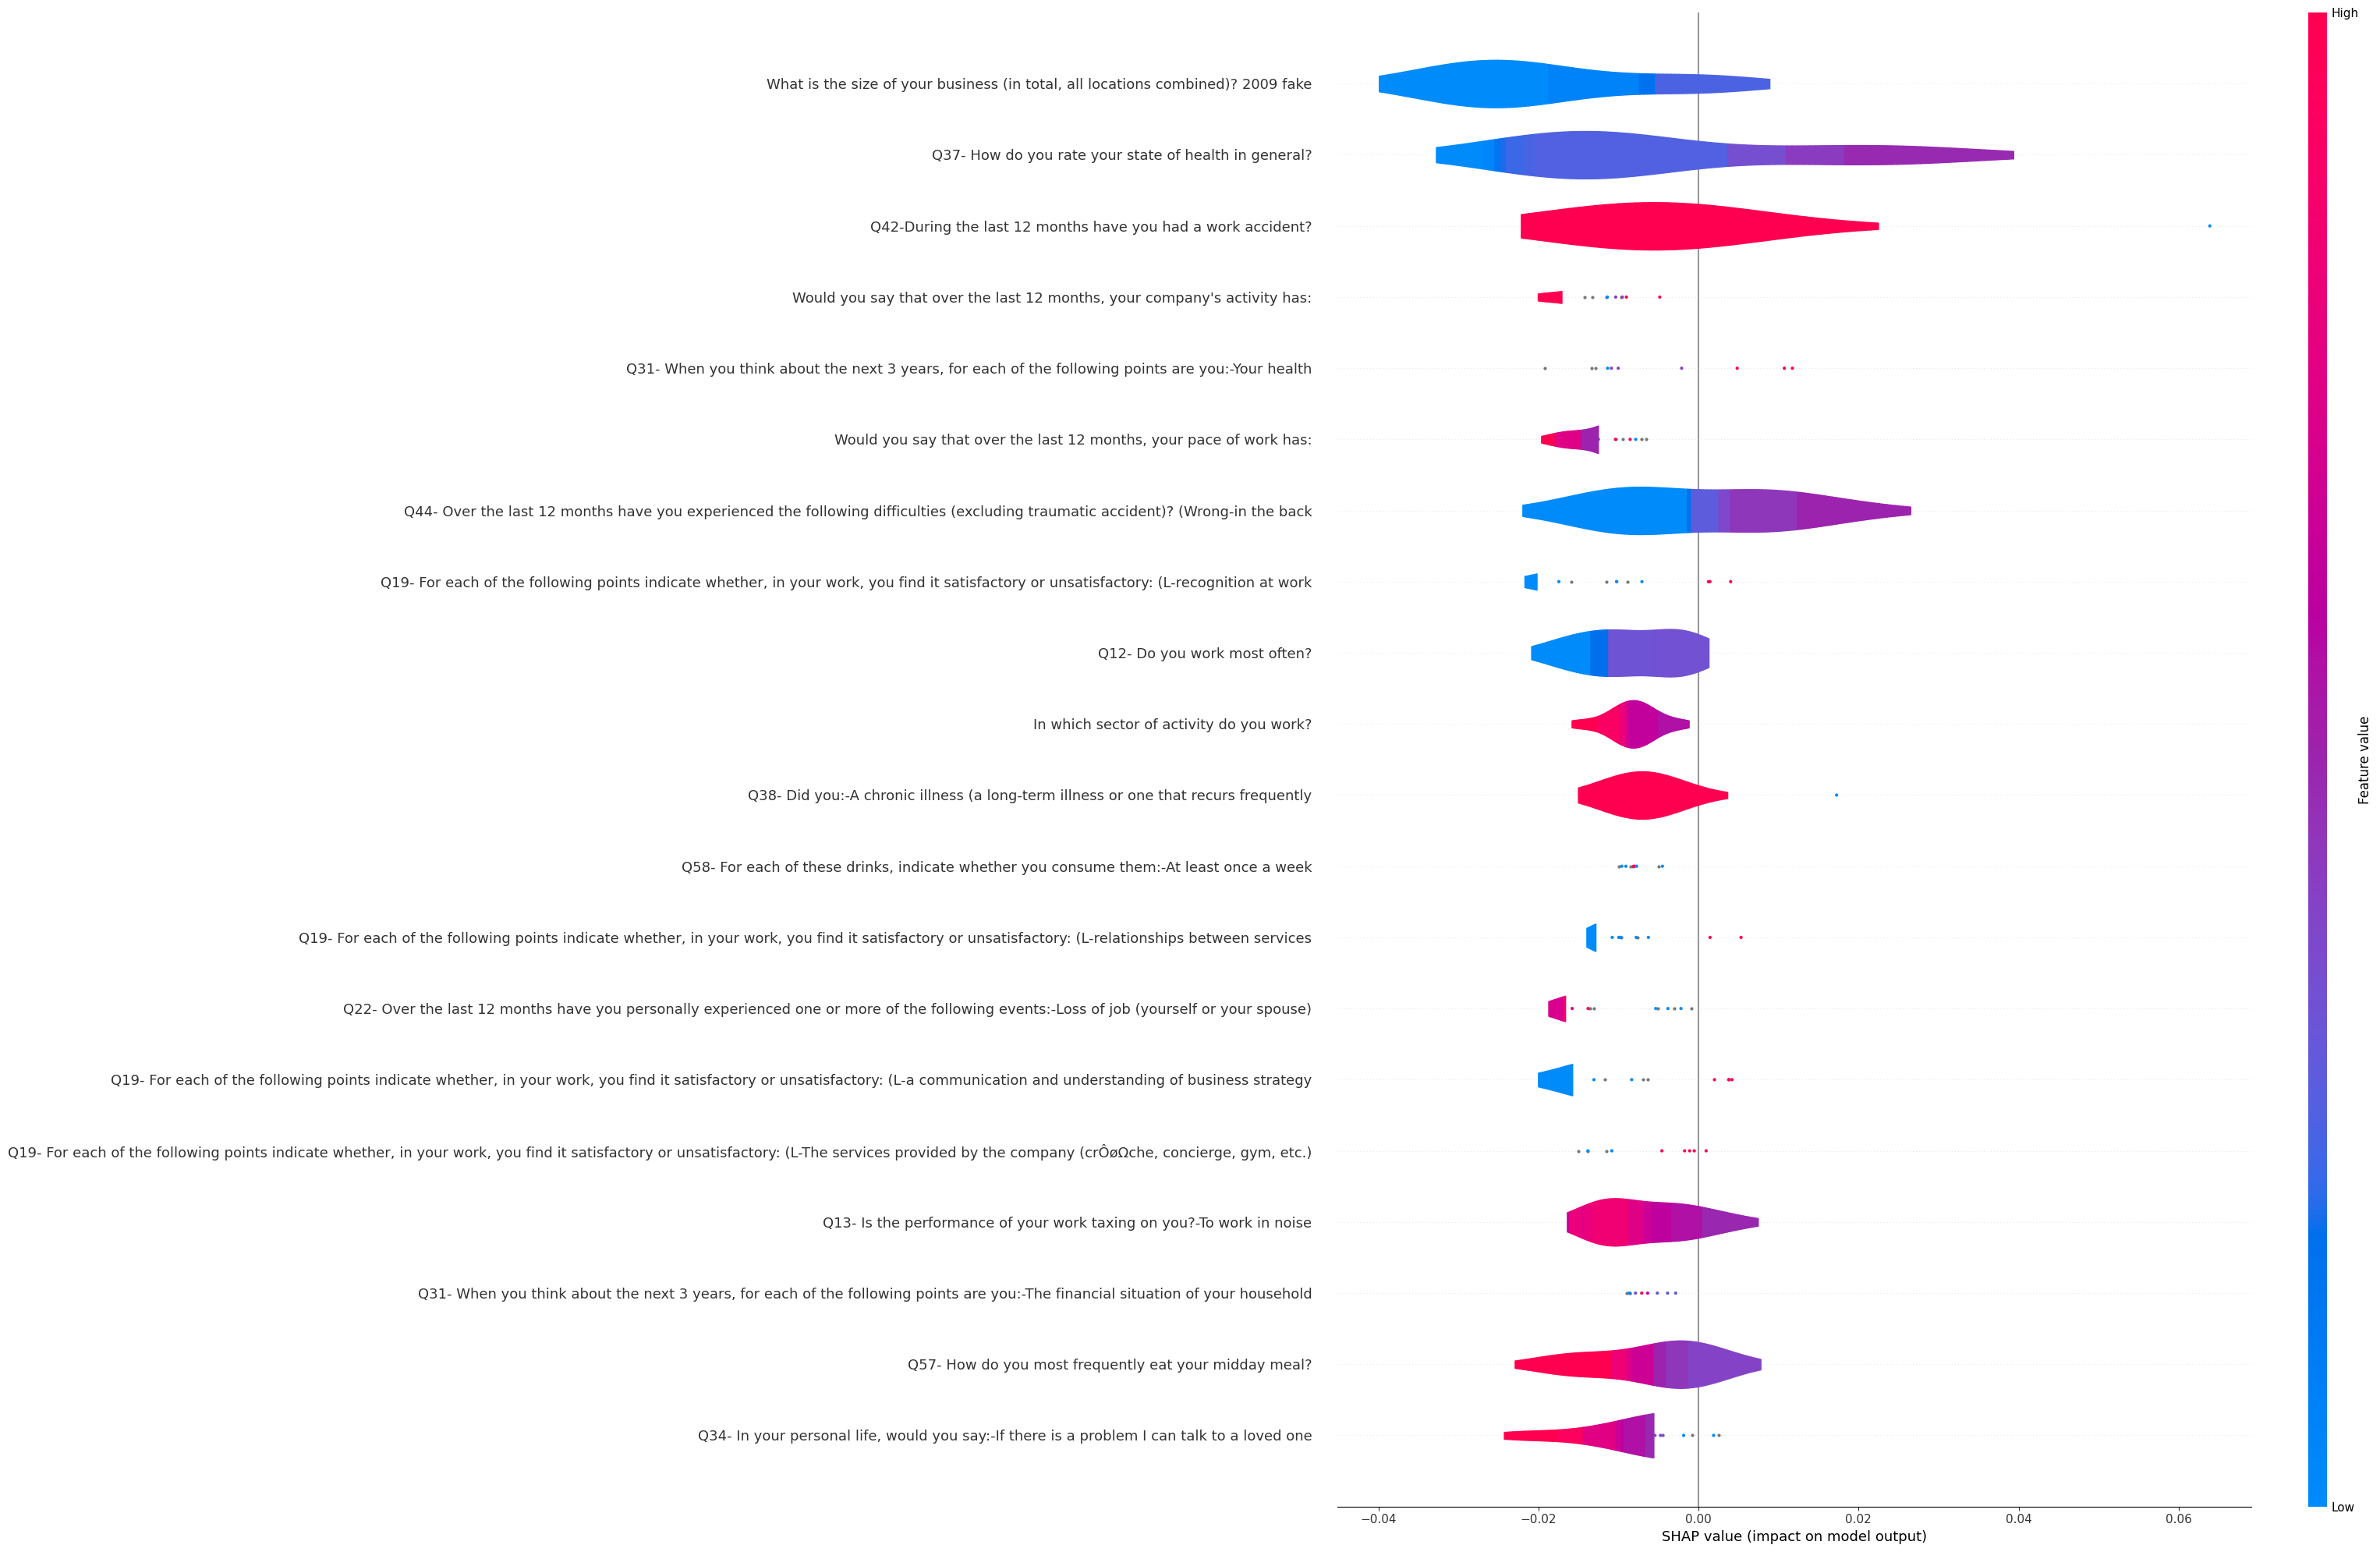 High
What is the size of your business (in total, all locations combined)? 2009 fake
Q37- How do you rate your state of health in general?
Q42-During the last 12 months have you had a work accident?
Would you say that over the last 12 months, your company's activity has:
Q31- When you think about the next 3 years, for each of the following points are you:-Your health
Would you say that over the last 12 months, your pace of work has:
Q44- Over the last 12 months have you experienced the following difficulties (excluding traumatic accident)? (Wrong-in the back
Q19- For each of the following points indicate whether, in your work, you find it satisfactory or unsatisfactory: (L-recognition at work
Q12- Do you work most often?
In which sector of activity do you work?
Q38- Did you:-A chronic illness (a long-term illness or one that recurs frequently
Feature value
Q58- For each of these drinks, indicate whether you consume them:-At least once a week
Q19- For each of the following points indicate whether, in your work, you find it satisfactory or unsatisfactory: (L-relationships between services
Q22- Over the last 12 months have you personally experienced one or more of the following events:-Loss of job (yourself or your spouse)
Q19- For each of the following points indicate whether, in your work, you find it satisfactory or unsatisfactory: (L-a communication and understanding of business strategy
Q19- For each of the following points indicate whether, in your work, you find it satisfactory or unsatisfactory: (L-The services provided by the company (crÔøΩche, concierge, gym, etc.)
Q13- Is the performance of your work taxing on you?-To work in noise
Q31- When you think about the next 3 years, for each of the following points are you:-The financial situation of your household
Q57- How do you most frequently eat your midday meal?
Q34- In your personal life, would you say:-If there is a problem I can talk to a loved one
Low
−0.04 −0.02 0.00 0.02 0.04 0.06
SHAP value (impact on model output)